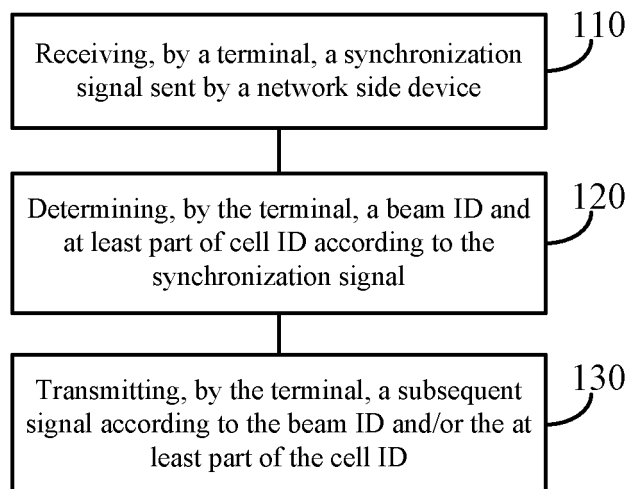 110
Receiving, by a terminal, a synchronization
signal sent by a network side device
120
Determining, by the terminal, a beam ID and
at least part of cell ID according to the
synchronization signal
130
Transmitting, by the terminal, a subsequent
signal according to the beam ID and/or the at
least part of the cell ID